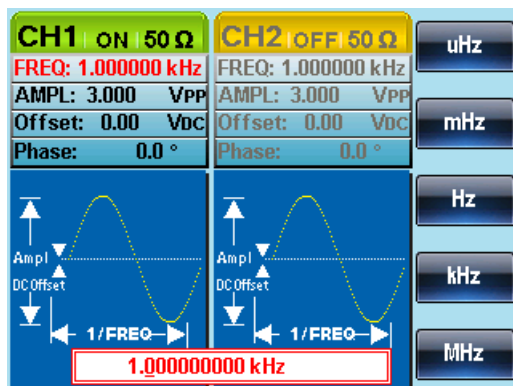 CH1 ON 50 Ω
FREQ: 1.000000 kHz
AMPL: 3.000 VPP
Offset: 0.00 VDC
Phase: 0.0 °
CH2 OFF 50 Ω
FREQ: 1.000000 kHz
AMPL: 3.000 VPP
Offset: 0.00 VDC
Phase: 0.0 °
Ampl
DC Offset
1/FREQ
Ampl
DC Offset
1/FREQ
1.000000000 kHz
uHz
mHz
Hz
kHz
MHz